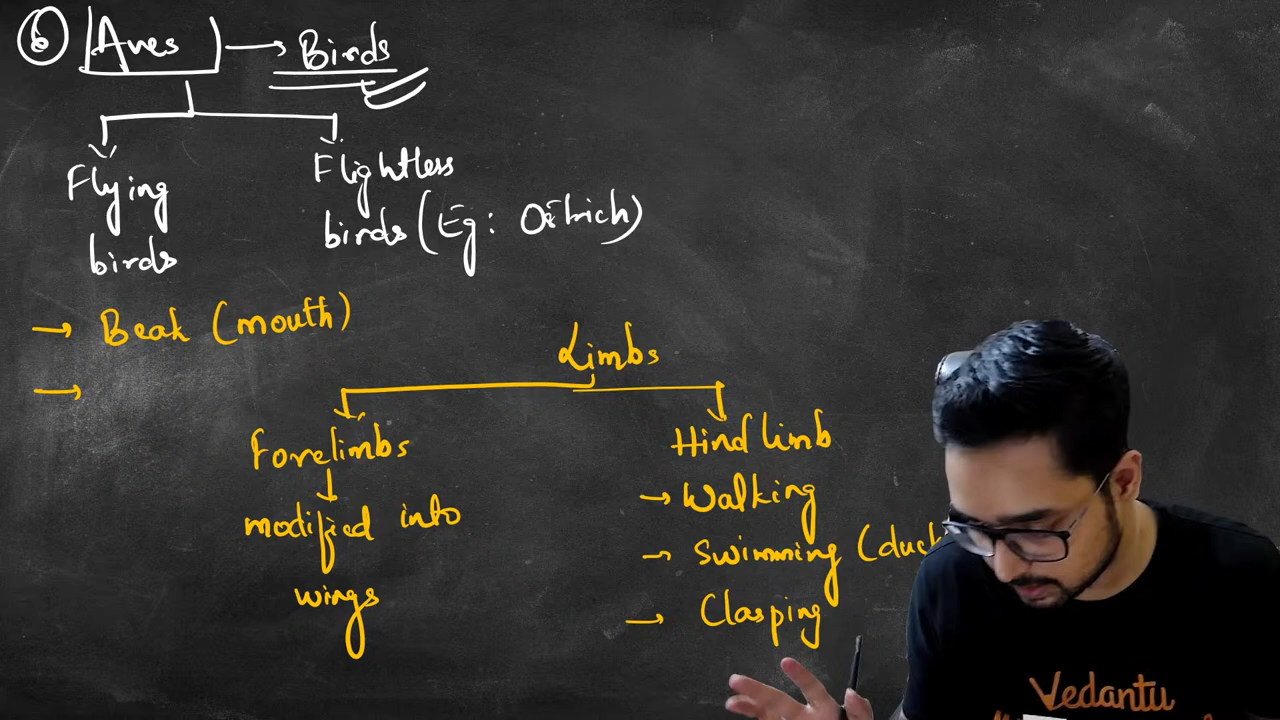 6 Aves → Birds
Flying birds
Flightless birds (Eg: Ostrich)
→ Beak (mouth)
→
Limbs
Forelimbs
modified into
wings
Hind limb
→ Walking
→ Swimming (duck
→ Clasping
Vedantu